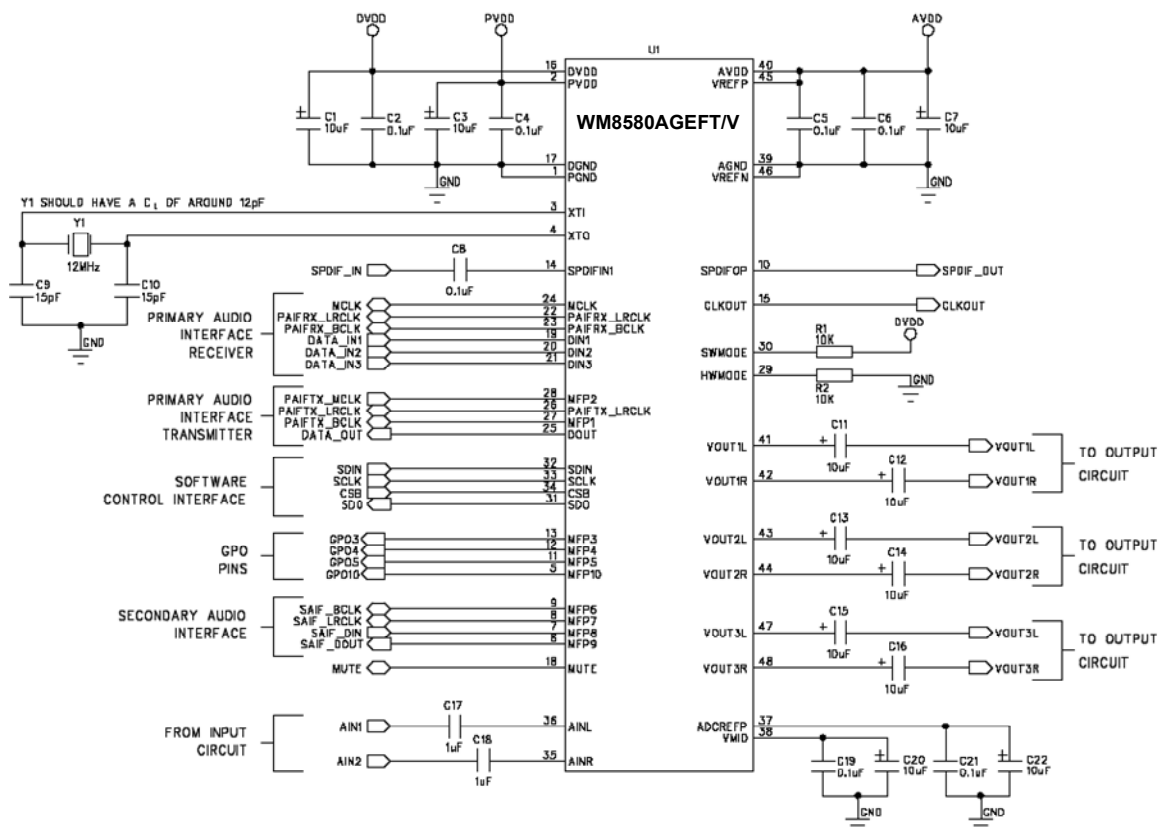 DVDD
PVDD
AVDD
U1
WM8580AGEFT/V
16 DVDD
2 PVDD
AVDD 40
VREFP 45
C1 10uF
C2 0.1uF
C3 10uF
C4 0.1uF
C5 0.1uF
C6 0.1uF
C7 10uF
17 DGND
1 PGND
GND
AGND 39
VREFN 46
GND
Y1 SHOULD HAVE A CL OF AROUND 12pF
3 XTI
Y1
12MHz
4 XTO
C9 15pF
C10 15pF
GND
SPDIF_IN C8 0.1uF 14 SPDIFIN1
SPDIFOP 10 SPDIF_OUT
CLKOUT 15 CLKOUT
PRIMARY AUDIO
INTERFACE
RECEIVER
MCLK 24 MCLK
PAIFRX_LRCLK 22 PAIFRX_LRCLK
PAIFRX_BCLK 23 PAIFRX_BCLK
DATA_IN1 19 DIN1
DATA_IN2 20 DIN2
DATA_IN3 21 DIN3
DVDD
SWMODE 30 R1 10K
HWMODE 29 R2 10K
GND
PRIMARY AUDIO
INTERFACE
TRANSMITTER
PAIFTX_MCLK 28 MFP2
PAIFTX_LRCLK 26 PAIFTX_LRCLK
PAIFTX_BCLK 27 MFP1
DATA_OUT 25 DOUT
SOFTWARE
CONTROL INTERFACE
SDIN 32 SDIN
SCLK 33 SCLK
CSB 34 CSB
SDO 31 SDO
GPO
PINS
GPO3 13 MFP3
GPO4 12 MFP4
GPO5 11 MFP5
GPO10 5 MFP10
SECONDARY AUDIO
INTERFACE
SAIF_BCLK 9 MFP6
SAIF_LRCLK 8 MFP7
SAIF_DIN 7 MFP8
SAIF_DOUT 6 MFP9
MUTE 18 MUTE
FROM INPUT
CIRCUIT
AIN1 C17 1uF 36 AINL
AIN2 C18 1uF 35 AINR
VOUT1L 41 + C11 10uF VOUT1L
VOUT1R 42 + C12 10uF VOUT1R
TO OUTPUT
CIRCUIT
VOUT2L 43 + C13 10uF VOUT2L
VOUT2R 44 + C14 10uF VOUT2R
TO OUTPUT
CIRCUIT
VOUT3L 47 + C15 10uF VOUT3L
VOUT3R 48 + C16 10uF VOUT3R
TO OUTPUT
CIRCUIT
ADCREFP 37
VMID 38
C19 0.1uF
C20 10uF
C21 0.1uF
C22 10uF
GND
GND